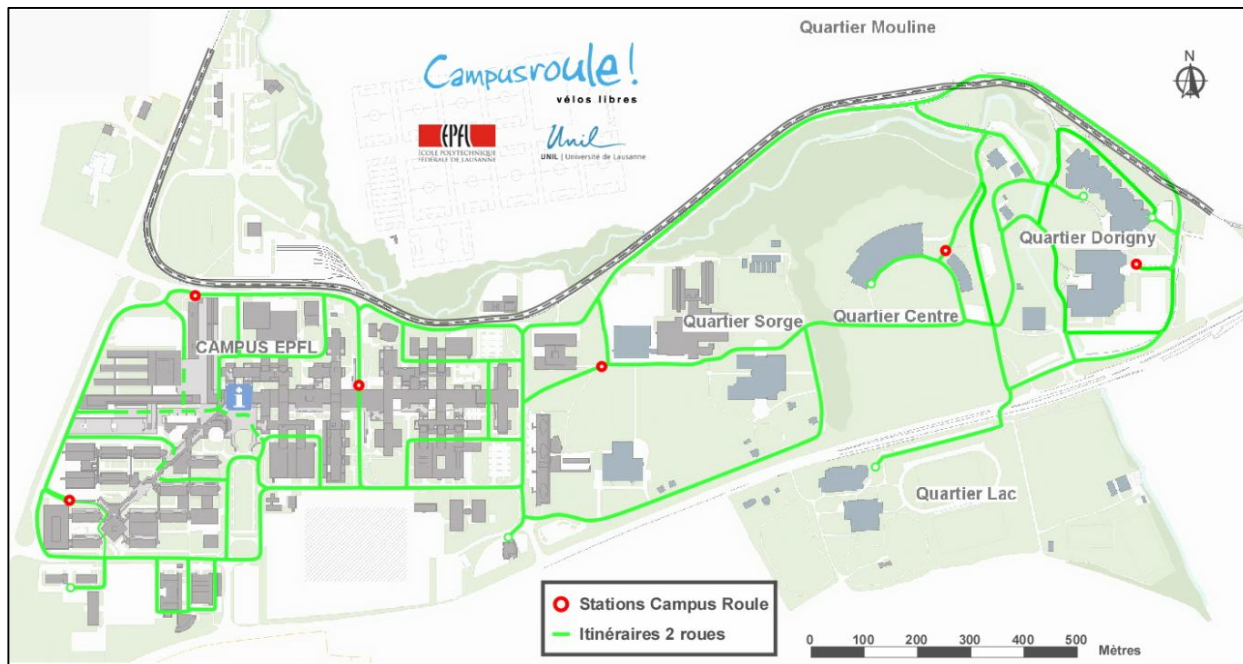 Quartier Mouline
Campusroule!
vélos libres
N
EPFL
ÉCOLE POLYTECHNIQUE
FÉDÉRALE DE LAUSANNE
Unil
UNIL | Université de Lausanne
Quartier Dorigny
Quartier Sorge
Quartier Centre
CAMPUS EPFL
i
Quartier Lac
Stations Campus Roule
Itinéraires 2 roues
0 100 200 300 400 500 Mètres